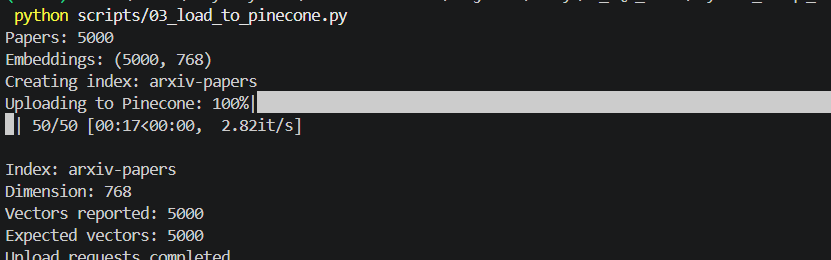 python scripts/03_load_to_pinecone.py
Papers: 5000
Embeddings: (5000, 768)
Creating index: arxiv-papers
Uploading to Pinecone: 100%|
| 50/50 [00:17<00:00,  2.82it/s]
Index: arxiv-papers
Dimension: 768
Vectors reported: 5000
Expected vectors: 5000
Upload requests completed